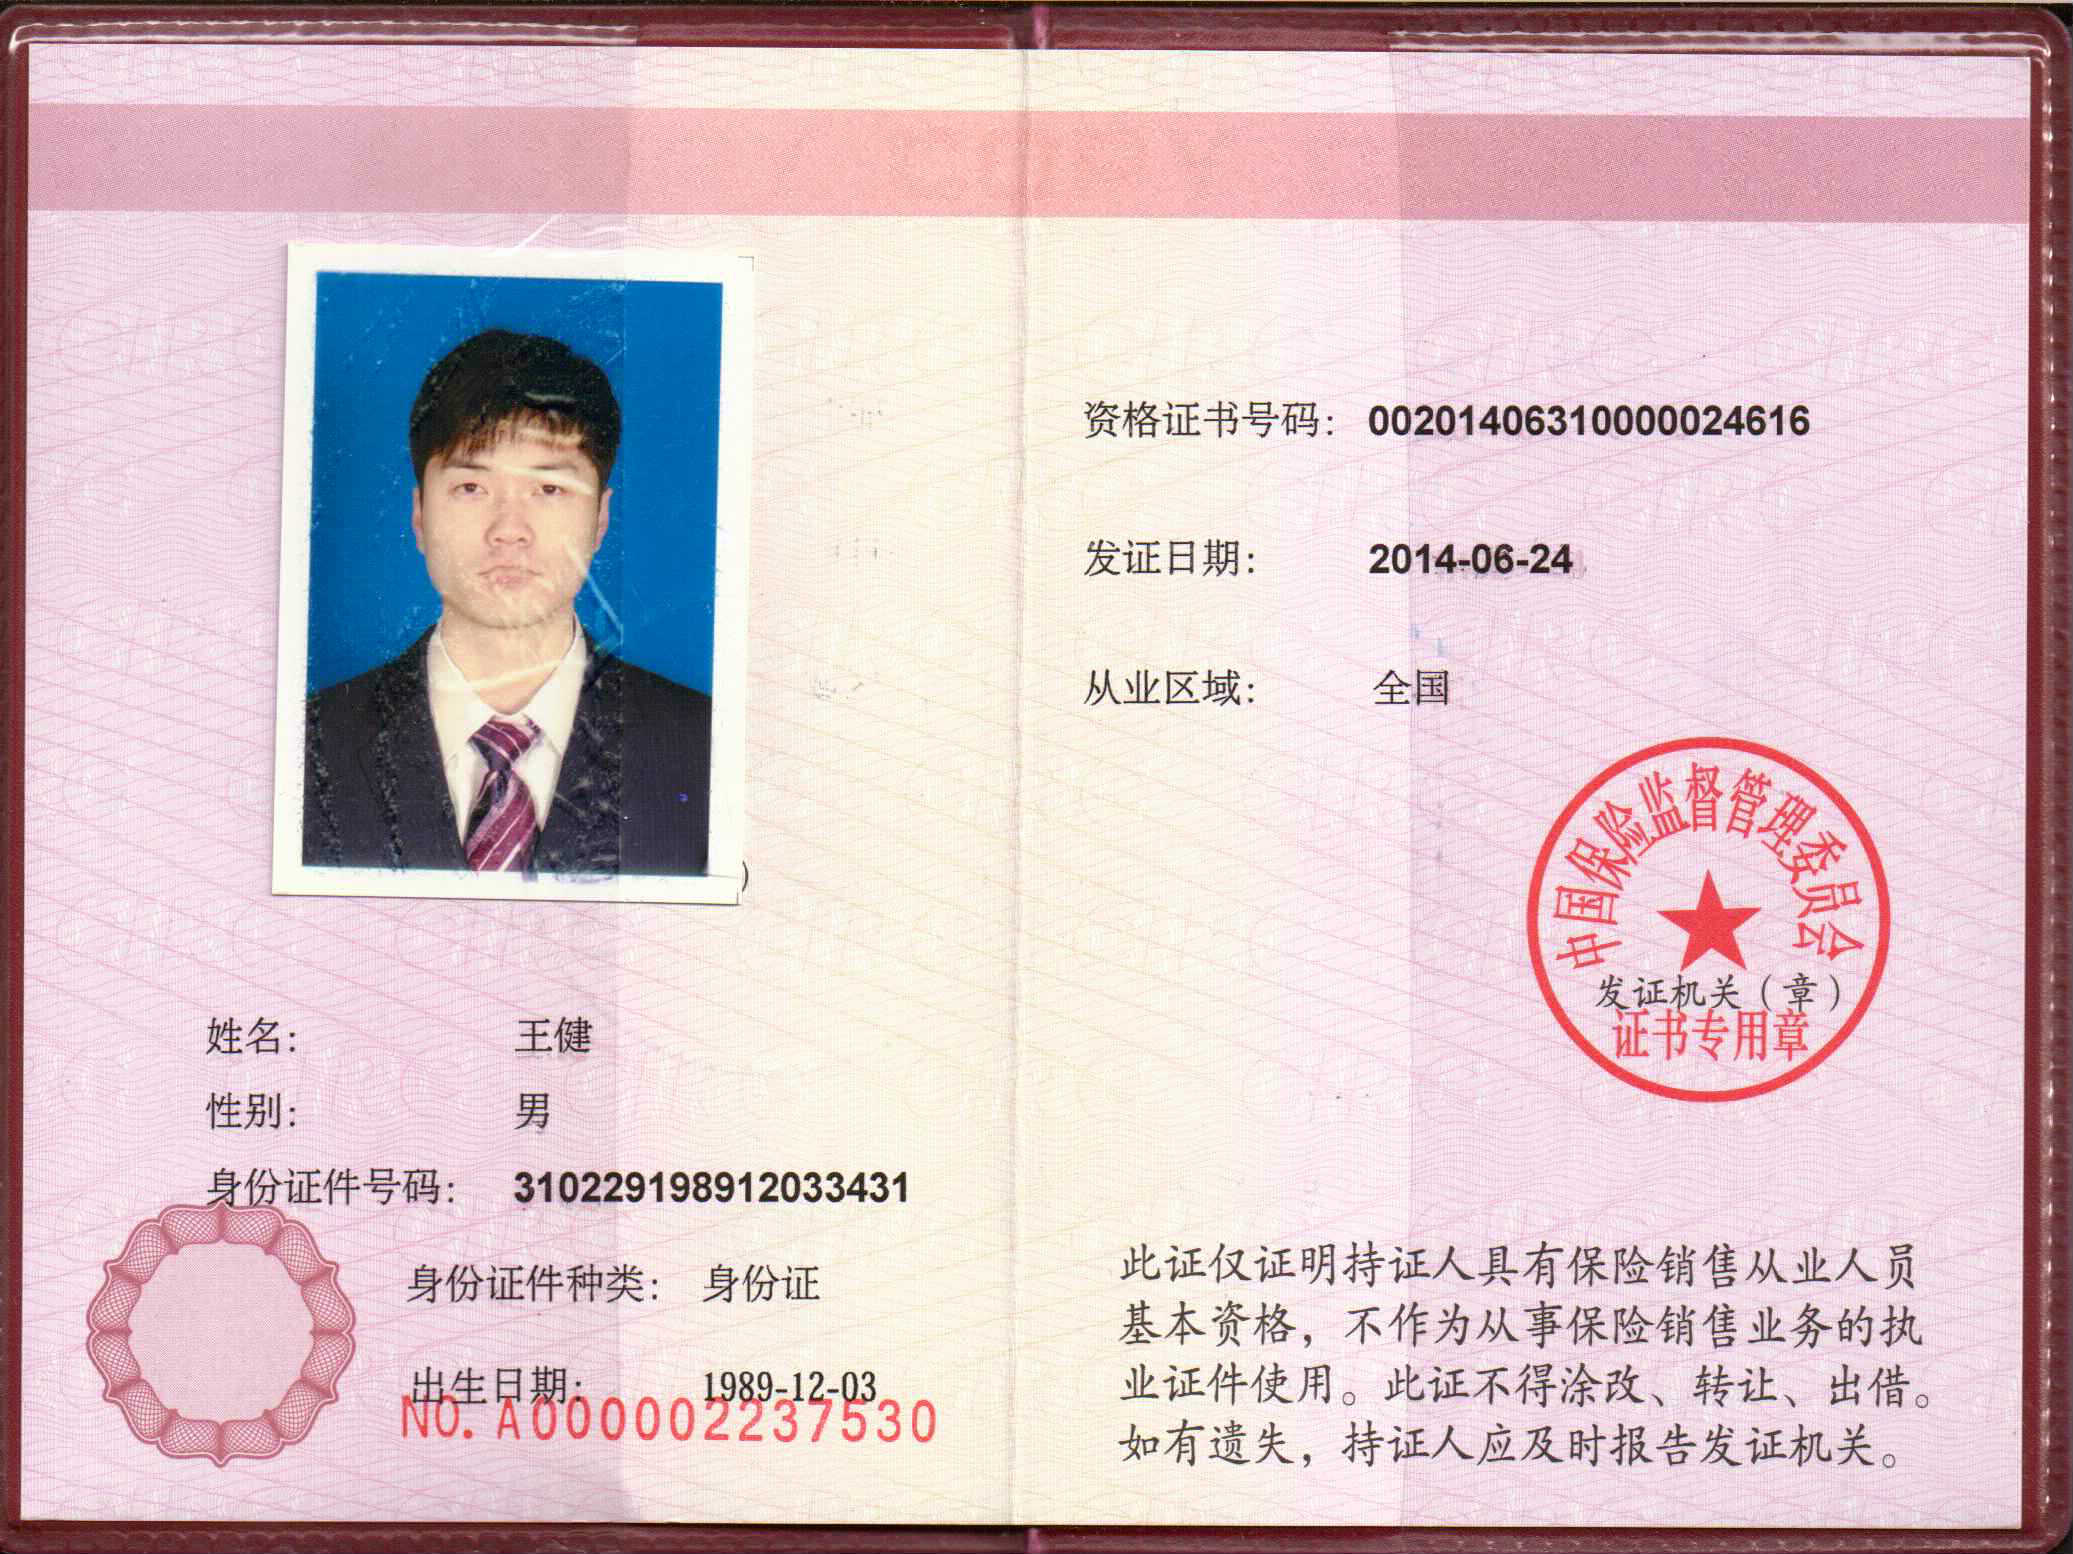 姓名： 王健
性别： 男
身份证件号码： 310229198912033431
身份证件种类： 身份证
出生日期： 1989-12-03
NO. A000002237530
资格证书号码： 00201406310000024616
发证日期： 2014-06-24
从业区域： 全国
中国保险监督管理委员会
发证机关（章）
证书专用章
此证仅证明持证人具有保险销售从业人员
基本资格，不作为从事保险销售业务的执
业证件使用。此证不得涂改、转让、出借。
如有遗失，持证人应及时报告发证机关。